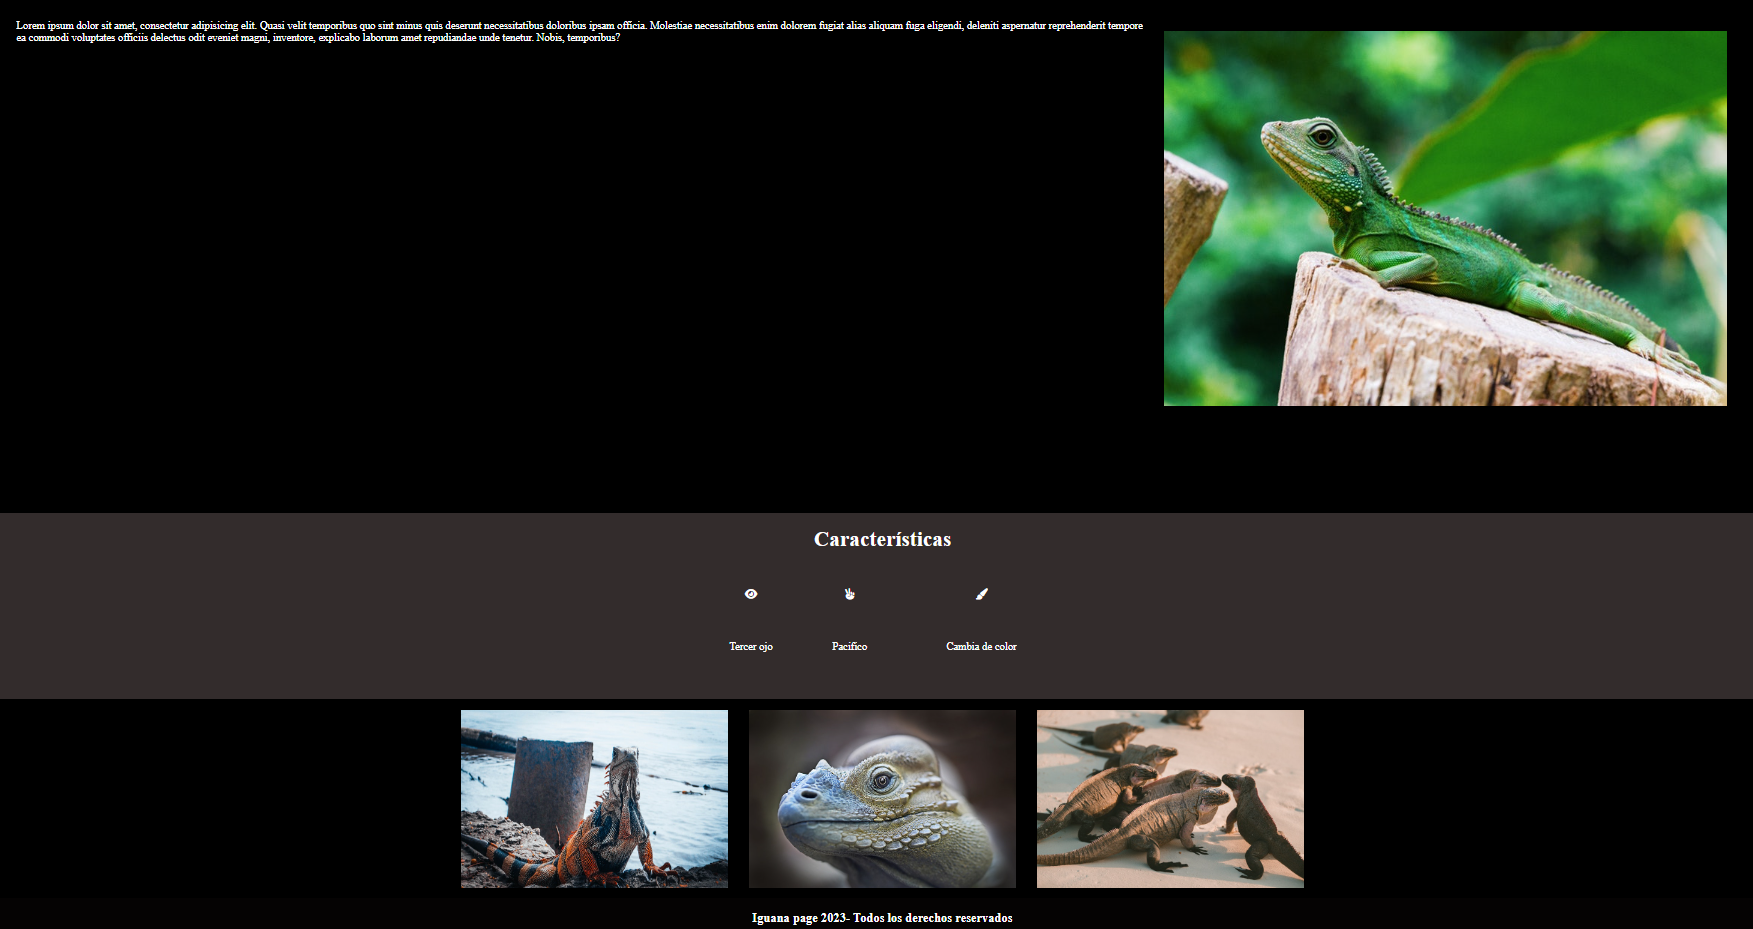 Lorem ipsum dolor sit amet, consectetur adipisicing elit. Quasi velit temporibus quo sint minus quis deserunt necessitatibus doloribus ipsam officia. Molestiae necessitatibus enim dolorem fugiat alias aliquam fuga eligendi, deleniti aspernatur reprehenderit tempore
ea commodi voluptates officiis delectus odit eveniet magni, inventore, explicabo laborum amet repudiandae unde tenetur. Nobis, temporibus?
Características
Tercer ojo
Pacifico
Cambia de color
Iguana page 2023- Todos los derechos reservados